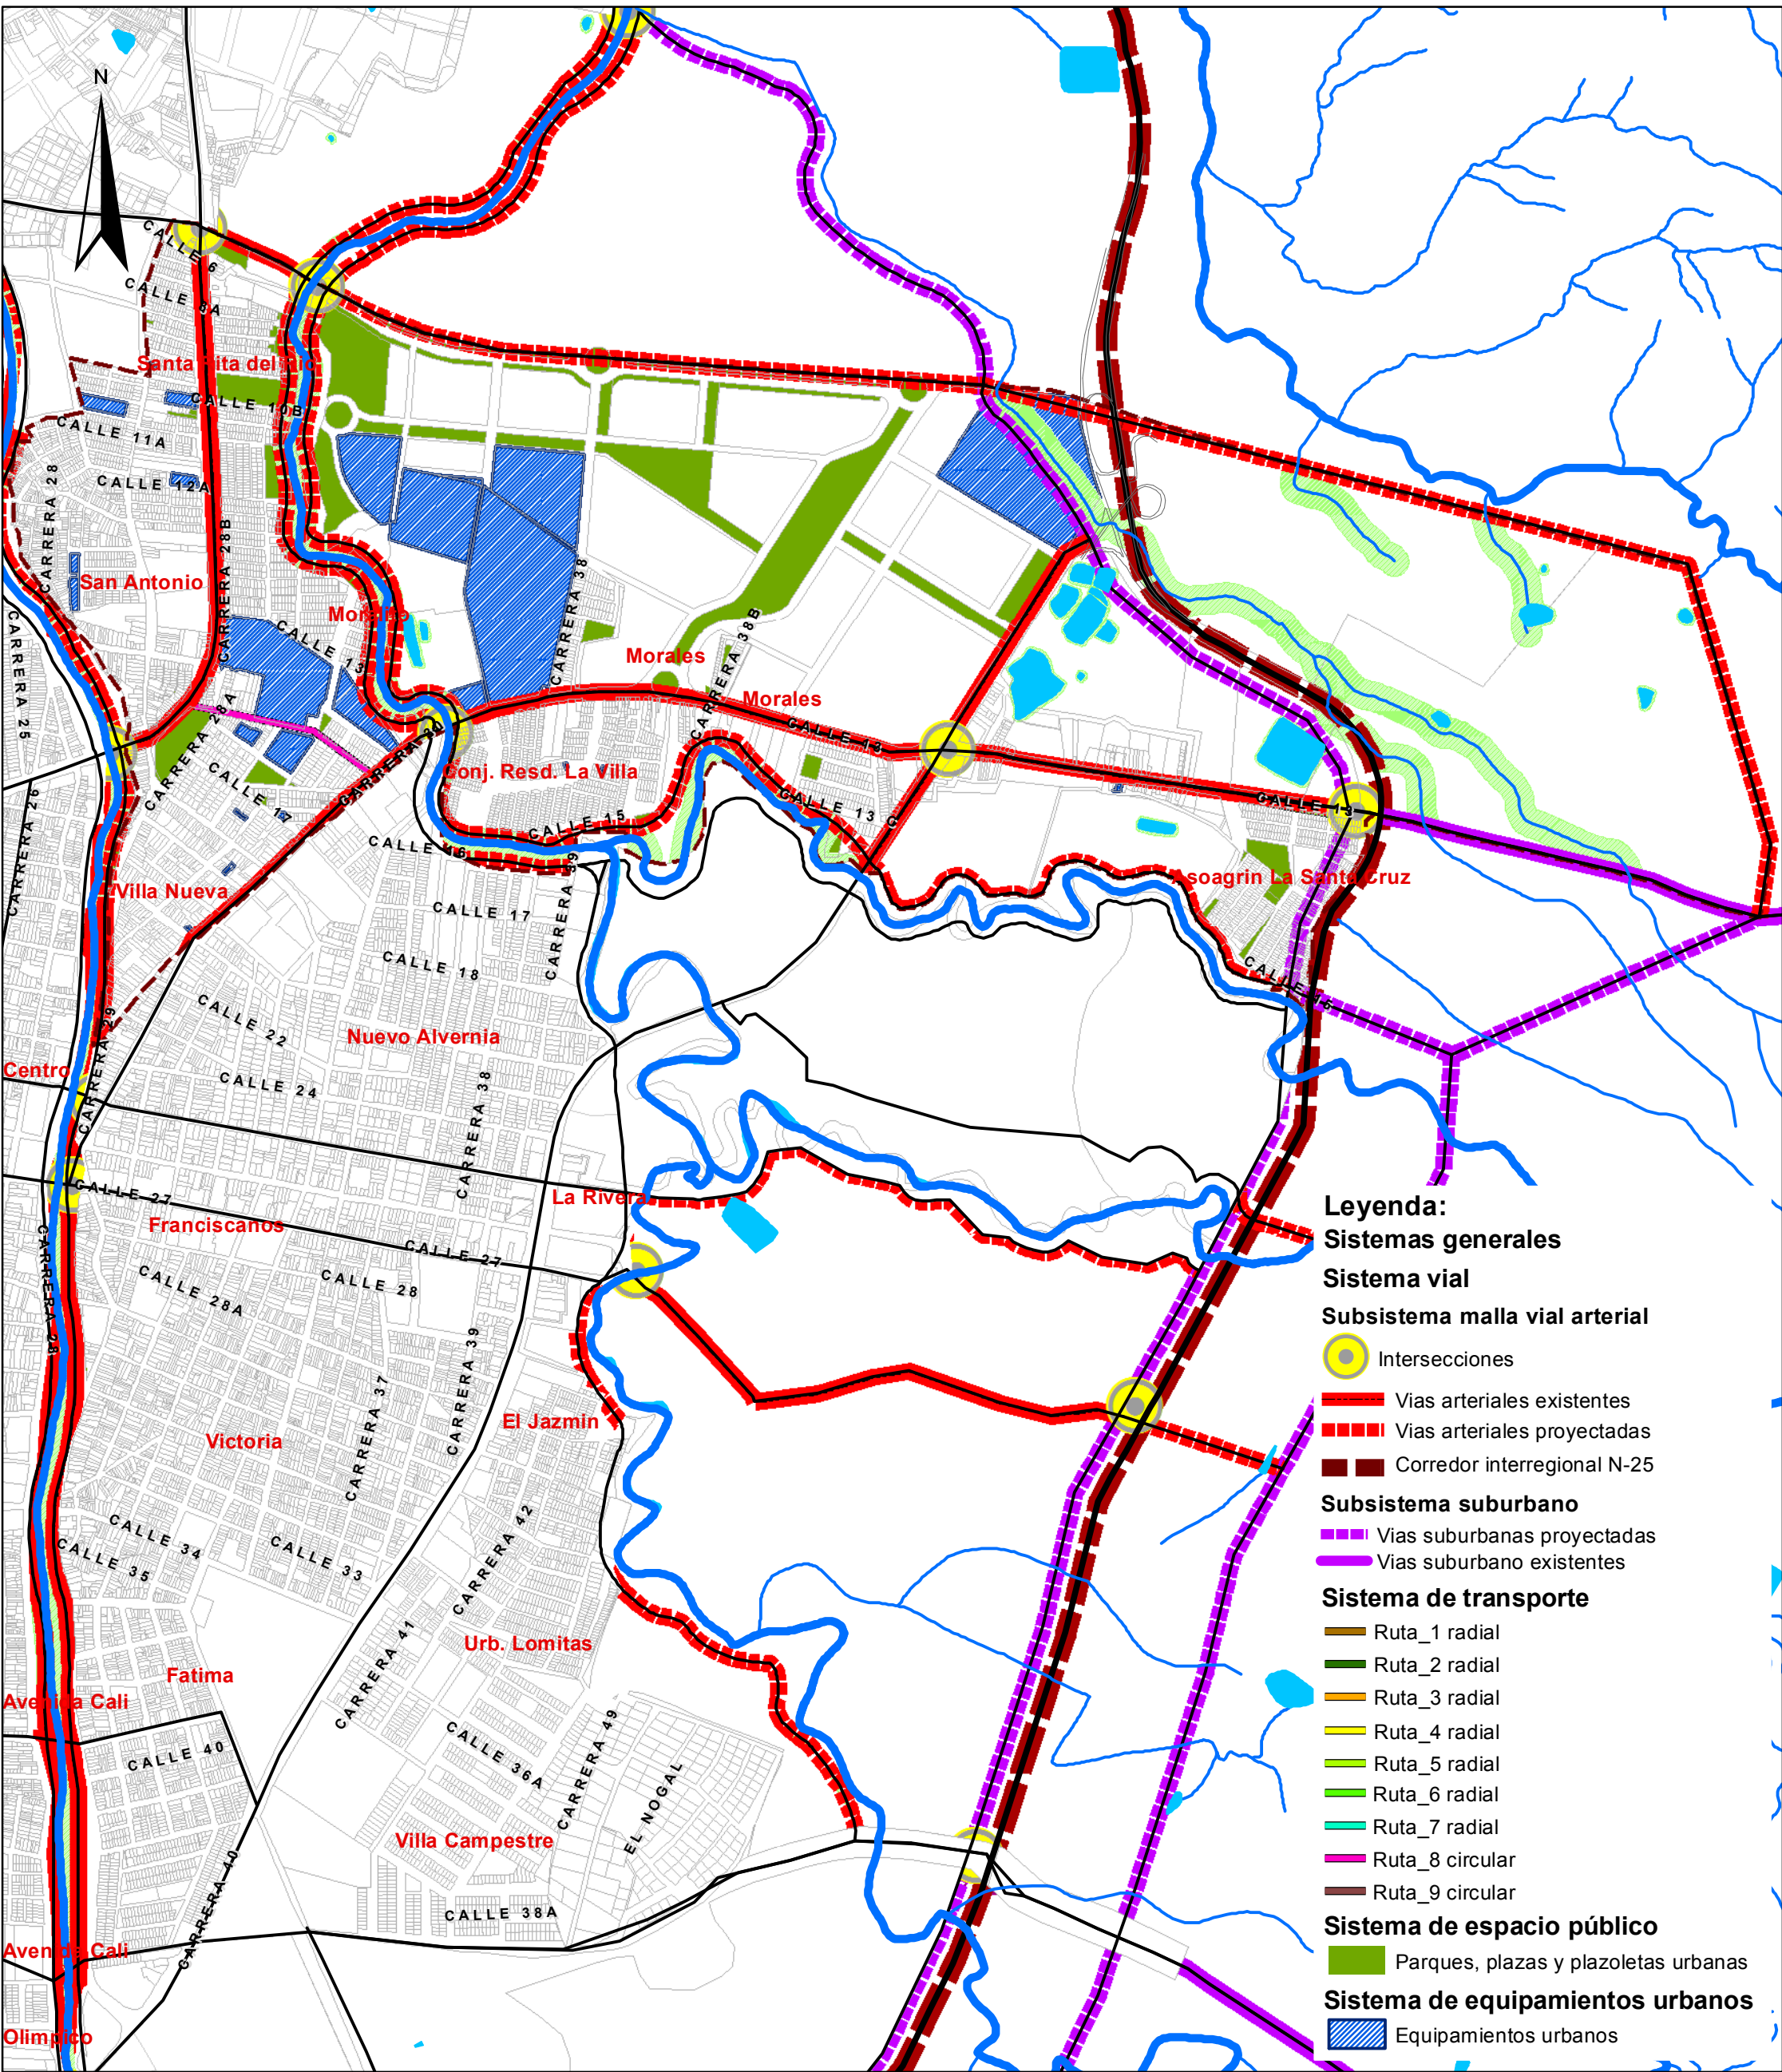 N
CALLE 6
CALLE 8A
Santa Rita del Rio
CALLE 10B
CALLE 11A
CALLE 12A
CARRERA 28
CARRERA 28B
San Antonio
CARRERA 38
Moralito
CALLE 13
CARRERA 25
Morales
CARRERA 38B
Morales
CALLE 13
CARRERA 28A
CARRERA 30
Conj. Resd. La Villa
CALLE 17
CALLE 15
CALLE 13
CALLE 13
CARRERA 26
CALLE 16
Villa Nueva
CARRERA 39
Asoagrin La Santa Cruz
CALLE 17
CALLE 18
CALLE 16
CALLE 22
CARRERA 29
Nuevo Alvernia
Centro
CALLE 24
CARRERA 38
CALLE 27
La Rivera
Franciscanos
CALLE 27
CARRERA 28
CALLE 28A
CALLE 28
CARRERA 37
CARRERA 39
El Jazmin
Victoria
CALLE 34
CALLE 35
CALLE 33
CARRERA 42
CARRERA 41
Urb. Lomitas
Fatima
Avenida Cali
CALLE 40
CALLE 36A
CARRERA 49
EL NOGAL
Villa Campestre
CARRERA 40
CALLE 38A
Avenida Cali
Olimpico
Leyenda:
Sistemas generales
Sistema vial
Subsistema malla vial arterial
Intersecciones
Vias arteriales existentes
Vias arteriales proyectadas
Corredor interregional N-25
Subsistema suburbano
Vias suburbanas proyectadas
Vias suburbano existentes
Sistema de transporte
Ruta_1 radial
Ruta_2 radial
Ruta_3 radial
Ruta_4 radial
Ruta_5 radial
Ruta_6 radial
Ruta_7 radial
Ruta_8 circular
Ruta_9 circular
Sistema de espacio público
Parques, plazas y plazoletas urbanas
Sistema de equipamientos urbanos
Equipamientos urbanos